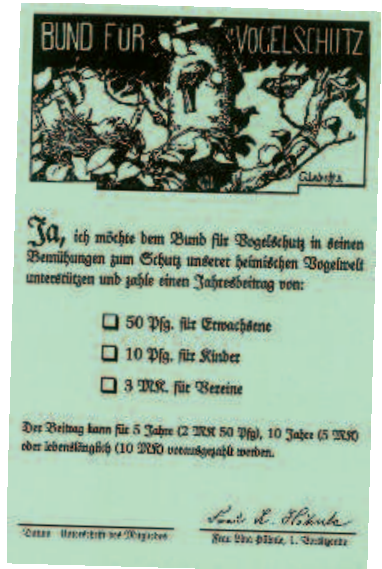 BUND FÜR VOGELSCHUTZ
Ja, ich möchte dem Bund für Vogelschutz in seinen
Bemühungen zum Schutz unserer heimischen Vogelwelt
unterstützen und zahle einen Jahresbeitrag von:
50 Pfg. für Erwachsene
10 Pfg. für Kinder
3 MK. für Vereine
Der Beitrag kann für 5 Jahre (2 MK 50 Pfg), 10 Jahre (5 MK)
oder lebenslänglich (10 MK) vorausgezahlt werden.
Frau L. Hähnle
Datum Unterschrift des Mitgliedes
Frau Lina Hähnle, 1. Vorsitzende